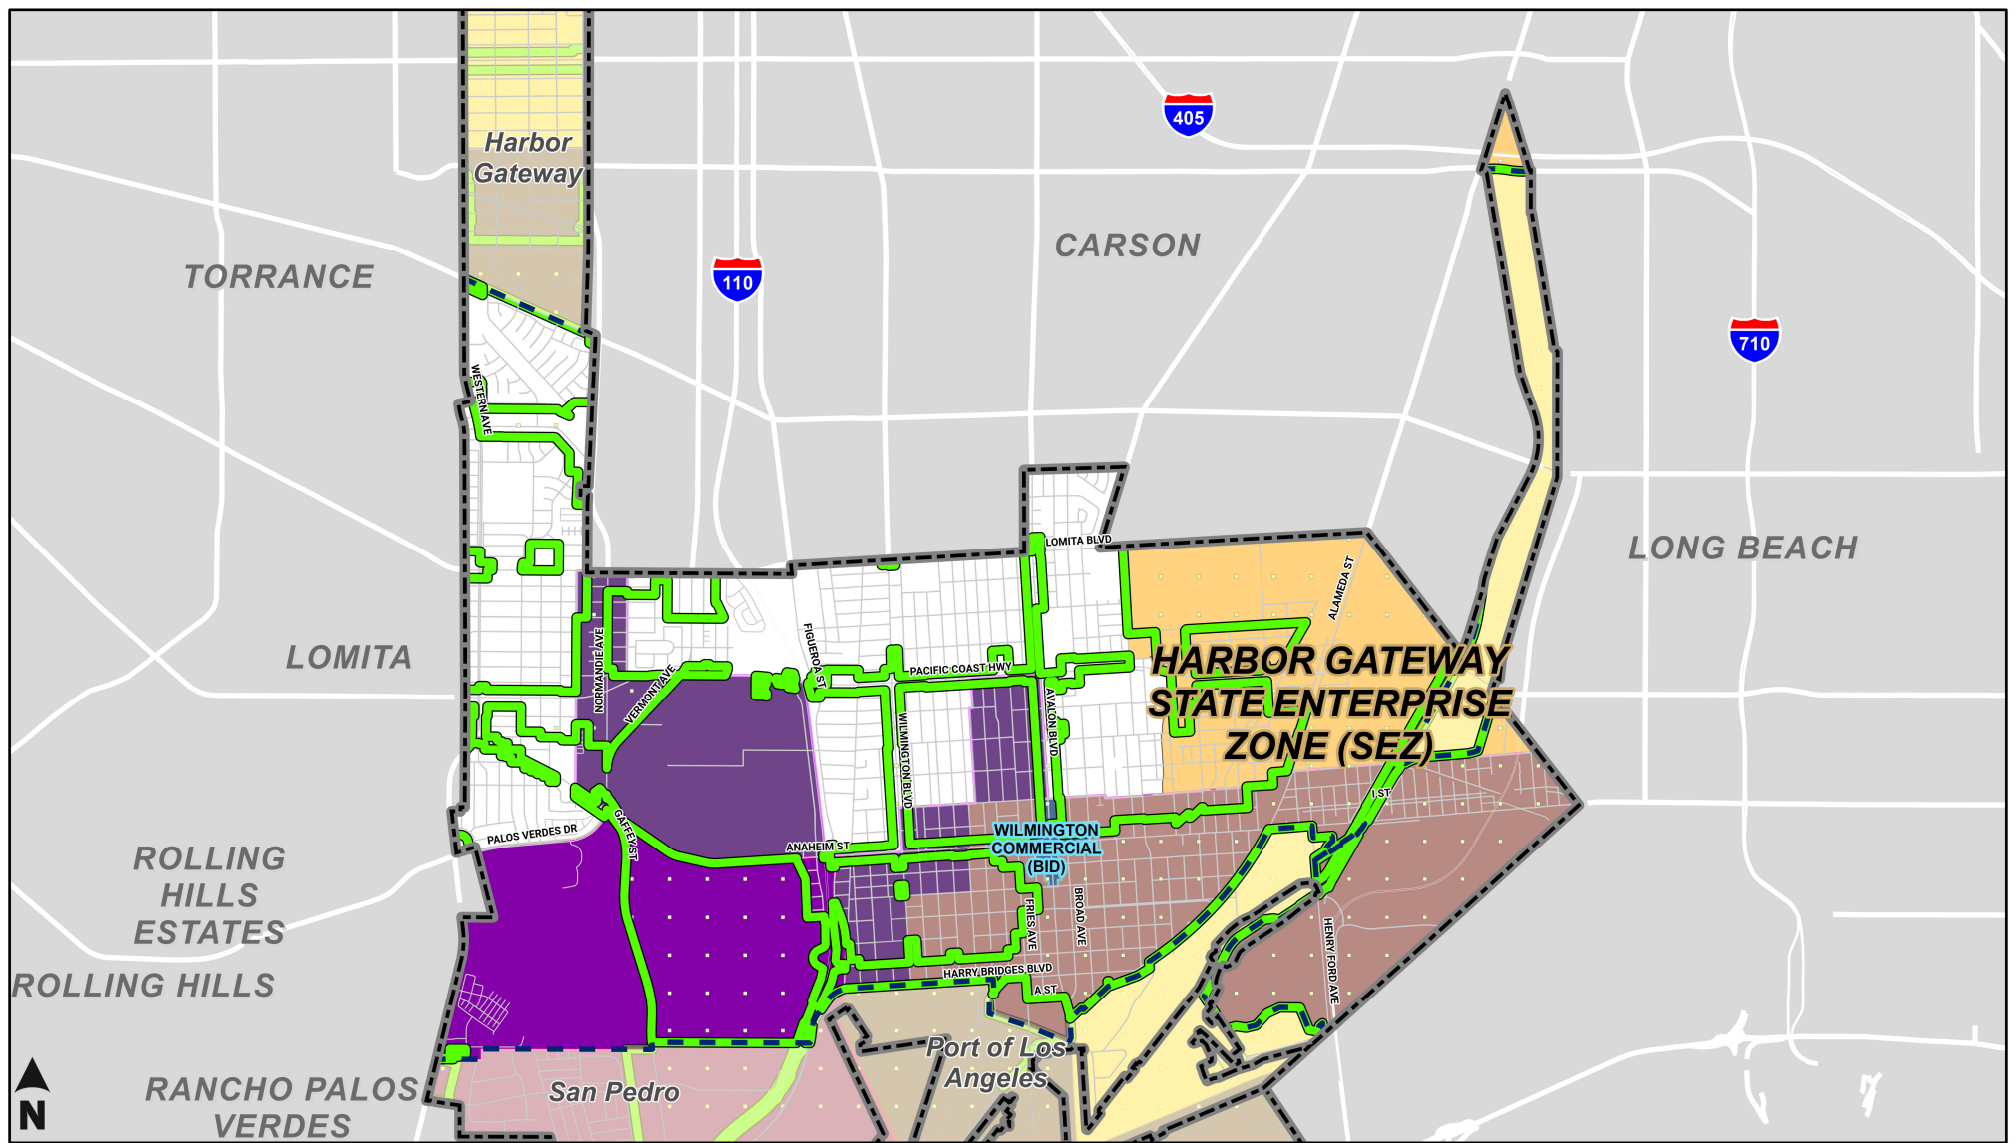 Harbor
Gateway
405
CARSON
TORRANCE
110
710
WESTERN AVE
LOMITA BLVD
LONG BEACH
ALAMEDA ST
LOMITA
NORMANDIE AVE
VERMONT AVE
FIGUEROA ST
PACIFIC COAST HWY
WILMINGTON BLVD
AVALON BLVD
HARBOR GATEWAY
STATE ENTERPRISE
ZONE (SEZ)
I ST
PALOS VERDES DR
GAFFEY ST
ANAHEIM ST
WILMINGTON
COMMERCIAL
(BID)
ROLLING
HILLS
ESTATES
FRIES AVE
BROAD AVE
HENRY FORD AVE
HARRY BRIDGES BLVD
A ST
ROLLING HILLS
Port of Los
Angeles
San Pedro
RANCHO PALOS
VERDES
N